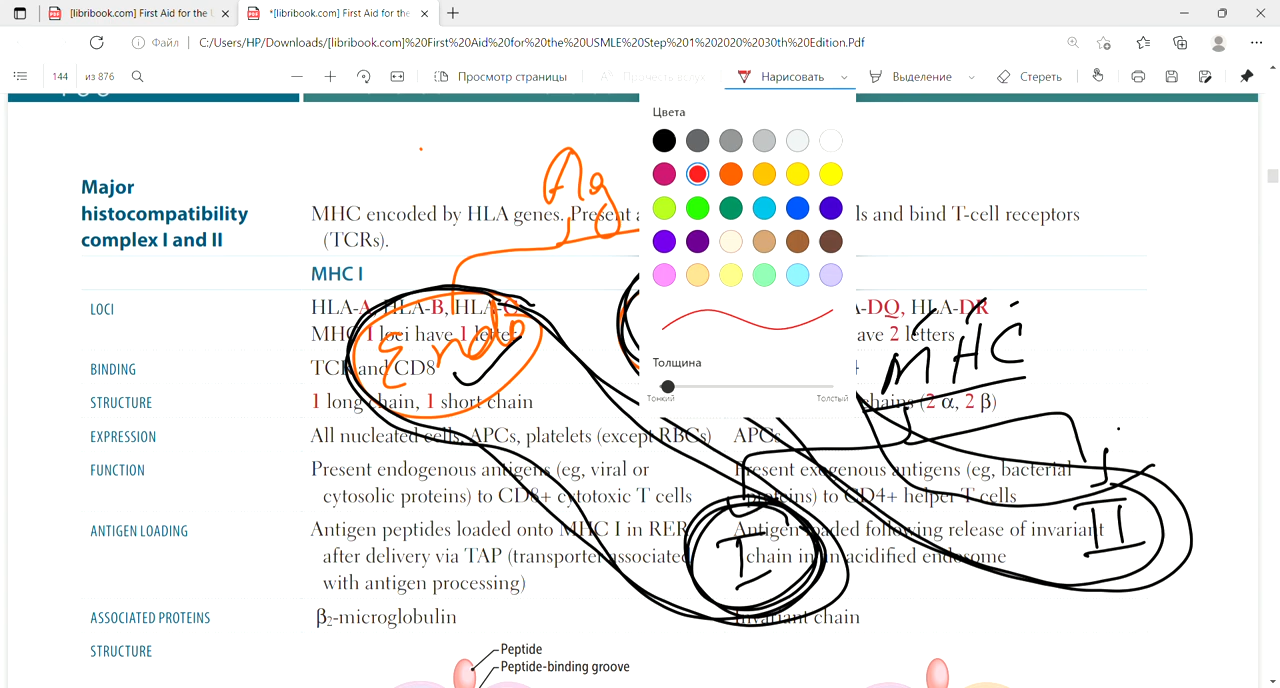 [libribook.com] First Aid for the U
*[libribook.com] First Aid for the
Файл
C:/Users/HP/Downloads/[libribook.com]%20First%20Aid%20for%20the%20USMLE%20Step%201%202020%2030th%20Edition.Pdf
144 из 876
Просмотр страницы
Прочесть вслух
Нарисовать
Выделение
Стереть
Цвета
Толщина
Тонкий
Толстый
Major
histocompatibility
complex I and II
MHC encoded by HLA genes. Present a
ls and bind T-cell receptors
(TCRs).
Ag
MHC I
LOCI
HLA-A, HLA-B, HLA-C
-DQ, HLA-DR
MHC 1 loci have 1 letter
ave 2 letters
Endo
MHC
BINDING
TCR and CD8
STRUCTURE
1 long chain, 1 short chain
chains (2 α, 2 β)
EXPRESSION
All nucleated cells, APCs, platelets (except RBCs)
APCs
FUNCTION
Present endogenous antigens (eg, viral or
cytosolic proteins) to CD8+ cytotoxic T cells
Present exogenous antigens (eg, bacterial
proteins) to CD4+ helper T cells
I
II
ANTIGEN LOADING
Antigen peptides loaded onto MHC I in RER
after delivery via TAP (transporter associated
with antigen processing)
Antigen loaded following release of invariant
chain in an acidified endosome
ASSOCIATED PROTEINS
β2-microglobulin
Invariant chain
STRUCTURE
Peptide
Peptide-binding groove